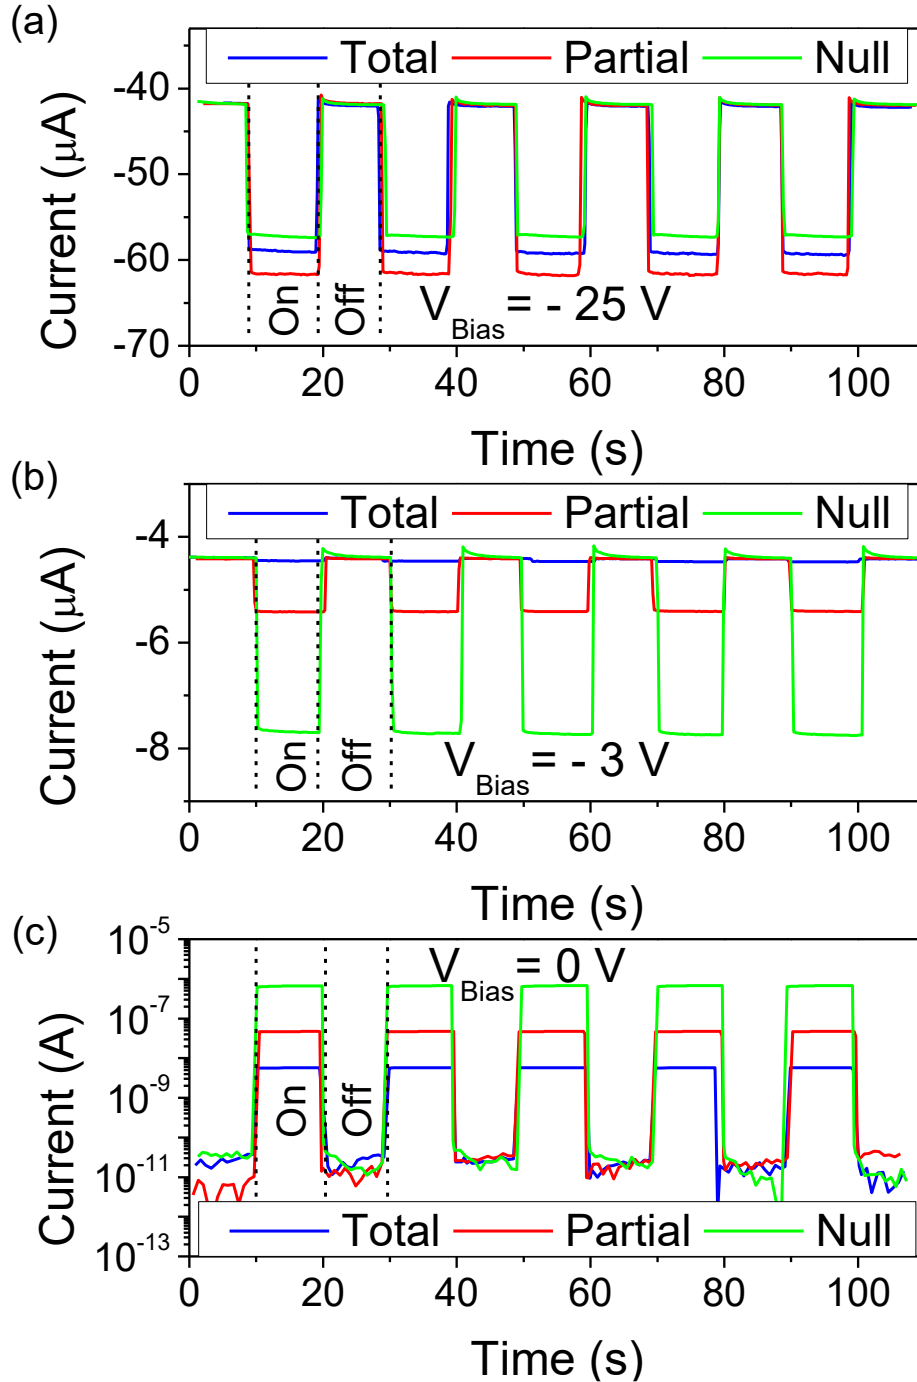 (a)
Total Partial Null
-40
-50
-60
-70
Current (μA)
On
Off
V_Bias = - 25 V
0 20 40 60 80 100
Time (s)
(b)
Total Partial Null
-4
-6
-8
Current (μA)
On
Off
V_Bias = - 3 V
0 20 40 60 80 100
Time (s)
(c)
10^-5
10^-7
10^-9
10^-11
10^-13
Current (A)
V_Bias = 0 V
On
Off
Total Partial Null
0 20 40 60 80 100
Time (s)